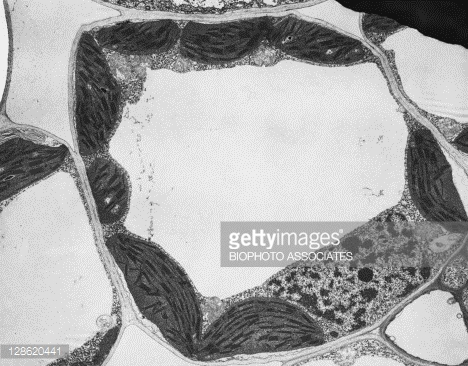 gettyimages®
BIOPHOTO ASSOCIATES
128620441